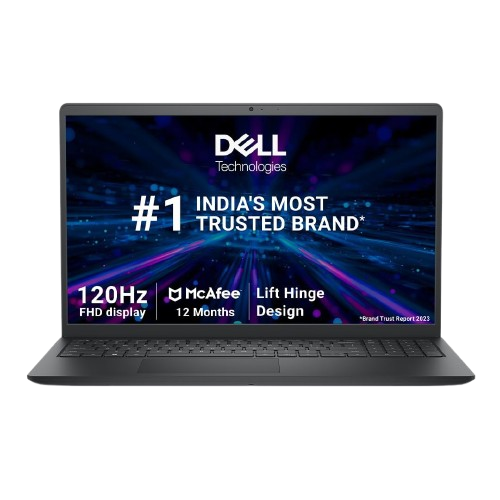 DELL
Technologies
#1 INDIA'S MOST
TRUSTED BRAND*
120Hz
FHD display
McAfee
12 Months
Lift Hinge
Design
*Brand Trust Report 2023